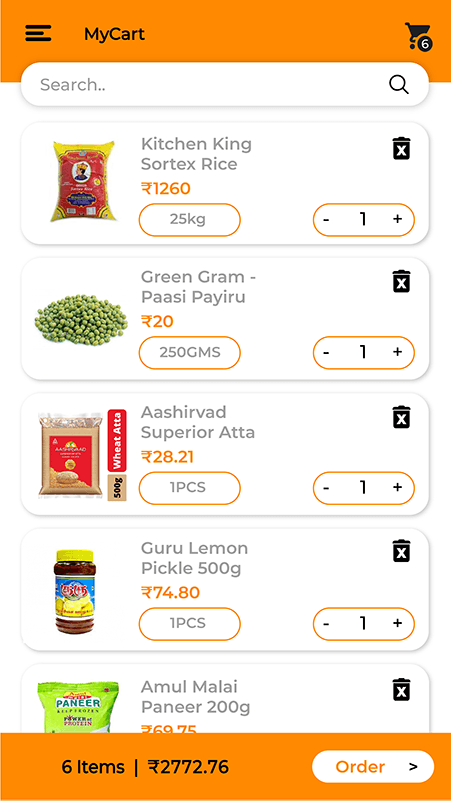 MyCart
6
Search..
Kitchen King
Sortex Rice
₹1260
25kg
- 1 +
Green Gram -
Paasi Payiru
₹20
250GMS
- 1 +
Aashirvad
Superior Atta
₹28.21
1PCS
- 1 +
AASHIRVAAD
Wheat Atta
500g
Guru Lemon
Pickle 500g
₹74.80
1PCS
- 1 +
Amul Malai
Paneer 200g
₹69.75
PANEER
POWER of
PROTEIN
6 Items | ₹2772.76
Order >